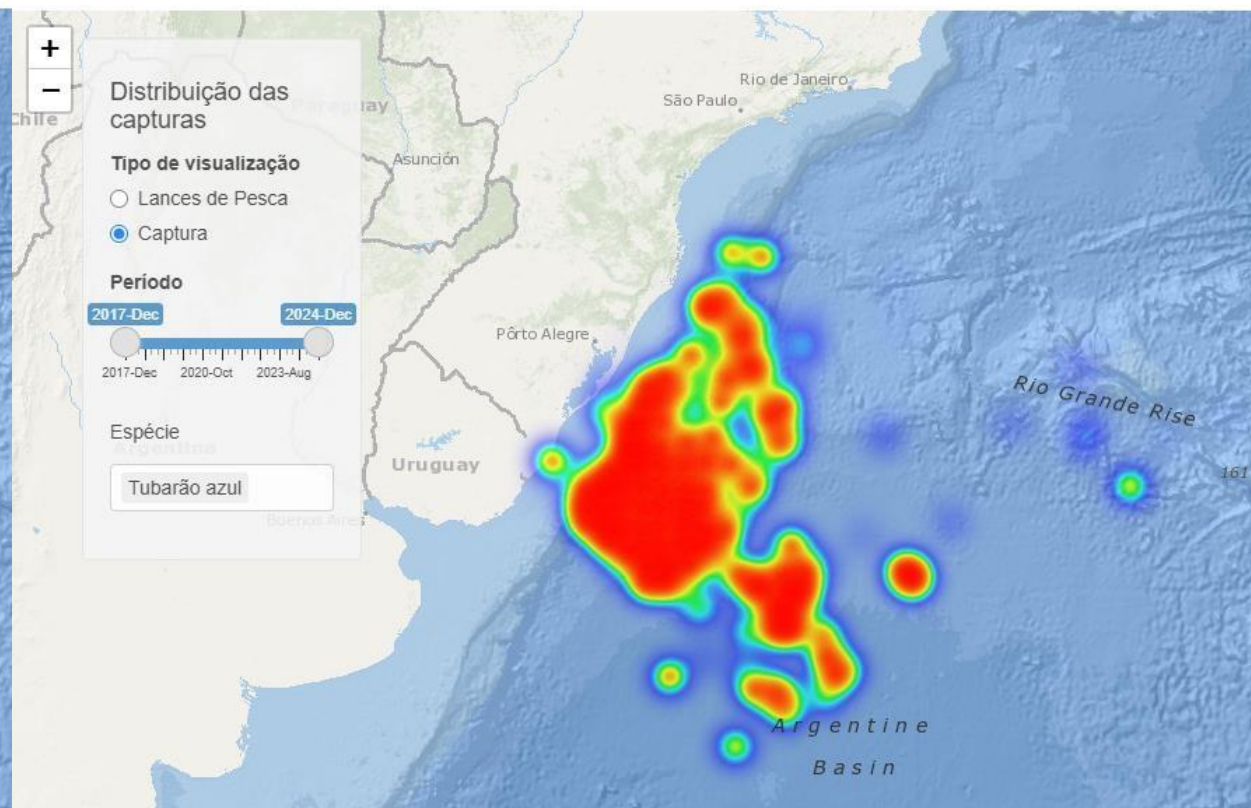 +
−
Distribuição das
capturas
Tipo de visualização
Lances de Pesca
Captura
Período
2017-Dec
2024-Dec
2017-Dec
2020-Oct
2023-Aug
Espécie
Tubarão azul
Chile
Paraguay
Asunción
Rio de Janeiro
São Paulo
Pôrto Alegre
Argentina
Uruguay
Buenos Aires
Rio Grande Rise
161
Argentine
Basin